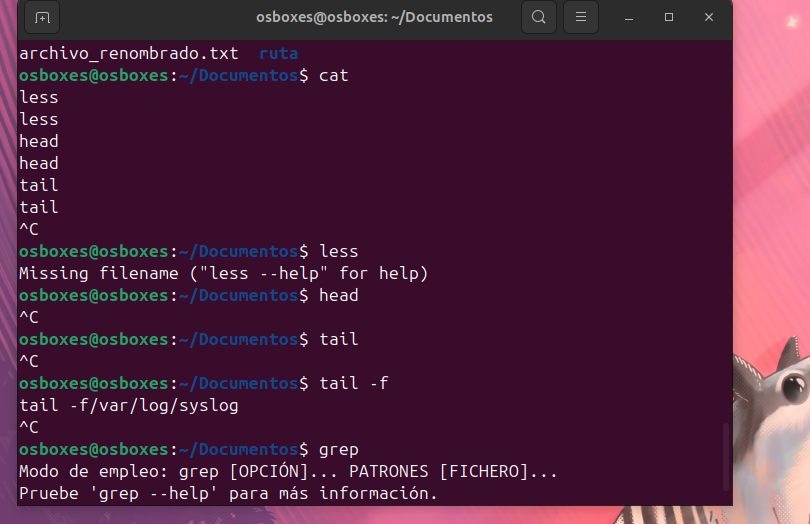 osboxes@osboxes: ~/Documentos
archivo_renombrado.txt  ruta
osboxes@osboxes:~/Documentos$ cat
less
less
head
head
tail
tail
^C
osboxes@osboxes:~/Documentos$ less
Missing filename ("less --help" for help)
osboxes@osboxes:~/Documentos$ head
^C
osboxes@osboxes:~/Documentos$ tail
^C
osboxes@osboxes:~/Documentos$ tail -f
tail -f/var/log/syslog
^C
osboxes@osboxes:~/Documentos$ grep
Modo de empleo: grep [OPCIÓN]... PATRONES [FICHERO]...
Pruebe 'grep --help' para más información.